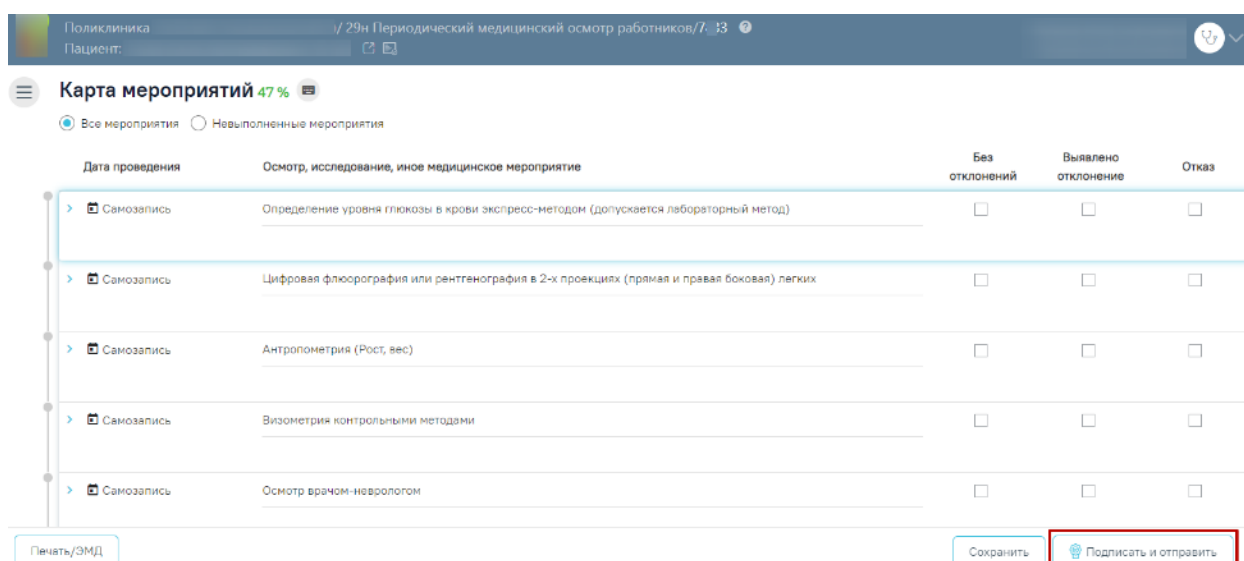 Поликлиника / 29н Периодический медицинский осмотр работников/7 33
Пациент:
Карта мероприятий 47 %
Все мероприятия Невыполненные мероприятия
Дата проведения Осмотр, исследование, иное медицинское мероприятие Без отклонений Выявлено отклонение Отказ
Самозапись Определение уровня глюкозы в крови экспресс-методом (допускается лабораторный метод)
Самозапись Цифровая флюорография или рентгенография в 2-х проекциях (прямая и правая боковая) легких
Самозапись Антропометрия (Рост, вес)
Самозапись Визометрия контрольными методами
Самозапись Осмотр врачом-неврологом
Печать/ЭМД Сохранить Подписать и отправить